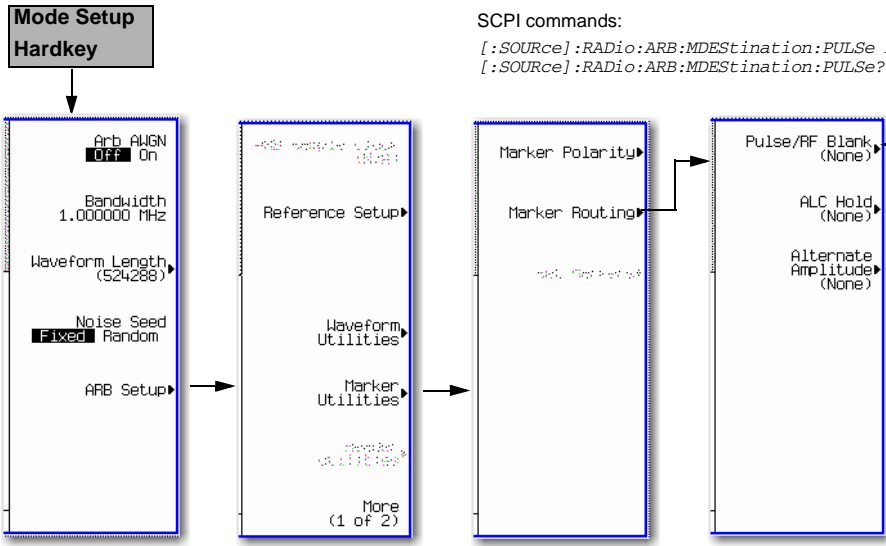 Mode Setup
Hardkey
SCPI commands:
[:SOURce]:RADio:ARB:MDEStination:PULSe
[:SOURce]:RADio:ARB:MDEStination:PULSe?
Arb AWGN
Off On
Bandwidth
1.000000 MHz
Waveform Length
(524288)
Noise Seed
Fixed Random
ARB Setup
Reference Setup
Waveform
Utilities
Marker
Utilities
Utilities
More
(1 of 2)
Marker Polarity
Marker Routing
Pulse/RF Blank
(None)
ALC Hold
(None)
Alternate
Amplitude
(None)